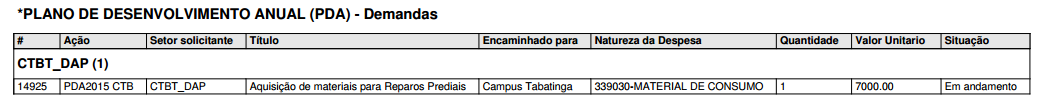 *PLANO DE DESENVOLVIMENTO ANUAL (PDA) - Demandas
# Ação Setor solicitante Título Encaminhado para Natureza da Despesa Quantidade Valor Unitario Situação
CTBT_DAP (1)
14925 PDA2015 CTB CTBT_DAP Aquisição de materiais para Reparos Prediais Campus Tabatinga 339030-MATERIAL DE CONSUMO 1 7000.00 Em andamento